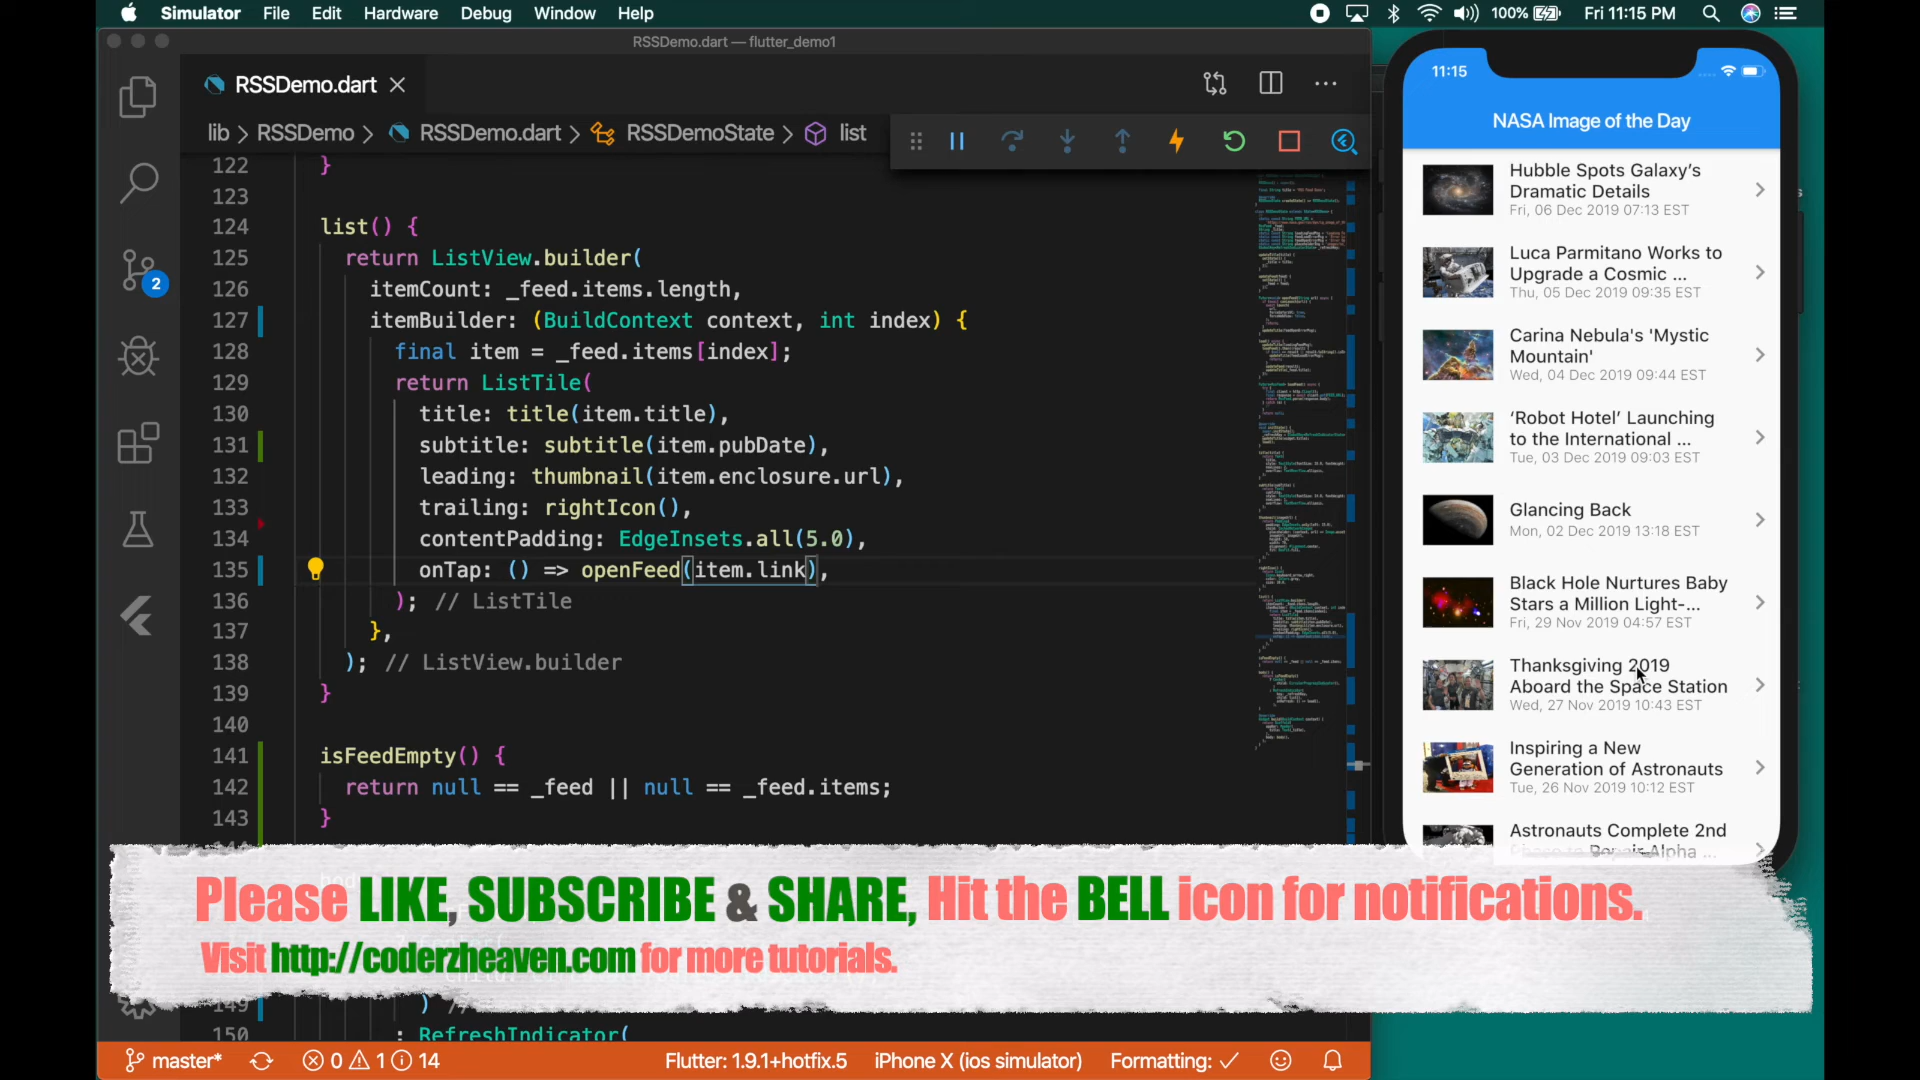 Simulator File Edit Hardware Debug Window Help 100% Fri 11:15 PM
RSSDemo.dart — flutter_demo1
RSSDemo.dart
lib > RSSDemo > RSSDemo.dart > RSSDemoState > list
122 }
123
124 list() {
125 return ListView.builder(
126 itemCount: _feed.items.length,
127 itemBuilder: (BuildContext context, int index) {
128 final item = _feed.items[index];
129 return ListTile(
130 title: title(item.title),
131 subtitle: subtitle(item.pubDate),
132 leading: thumbnail(item.enclosure.url),
133 trailing: rightIcon(),
134 contentPadding: EdgeInsets.all(5.0),
135 onTap: () => openFeed(item.link),
136 ); // ListTile
137 },
138 ); // ListView.builder
139 }
140
141 isFeedEmpty() {
142 return null == _feed || null == _feed.items;
143 }
149 ) //
150 : RefreshIndicator(
2
11:15
NASA Image of the Day
Hubble Spots Galaxy's
Dramatic Details
Fri, 06 Dec 2019 07:13 EST
Luca Parmitano Works to
Upgrade a Cosmic ...
Thu, 05 Dec 2019 09:35 EST
Carina Nebula's 'Mystic
Mountain'
Wed, 04 Dec 2019 09:44 EST
‘Robot Hotel’ Launching
to the International ...
Tue, 03 Dec 2019 09:03 EST
Glancing Back
Mon, 02 Dec 2019 13:18 EST
Black Hole Nurtures Baby
Stars a Million Light-...
Fri, 29 Nov 2019 04:57 EST
Thanksgiving 2019
Aboard the Space Station
Wed, 27 Nov 2019 10:43 EST
Inspiring a New
Generation of Astronauts
Tue, 26 Nov 2019 10:12 EST
Astronauts Complete 2nd
Phase to Repair Alpha ...
Please LIKE, SUBSCRIBE & SHARE, Hit the BELL icon for notifications.
Visit http://coderzheaven.com for more tutorials.
master* 0 1 14 Flutter: 1.9.1+hotfix.5 iPhone X (ios simulator) Formatting: ✓